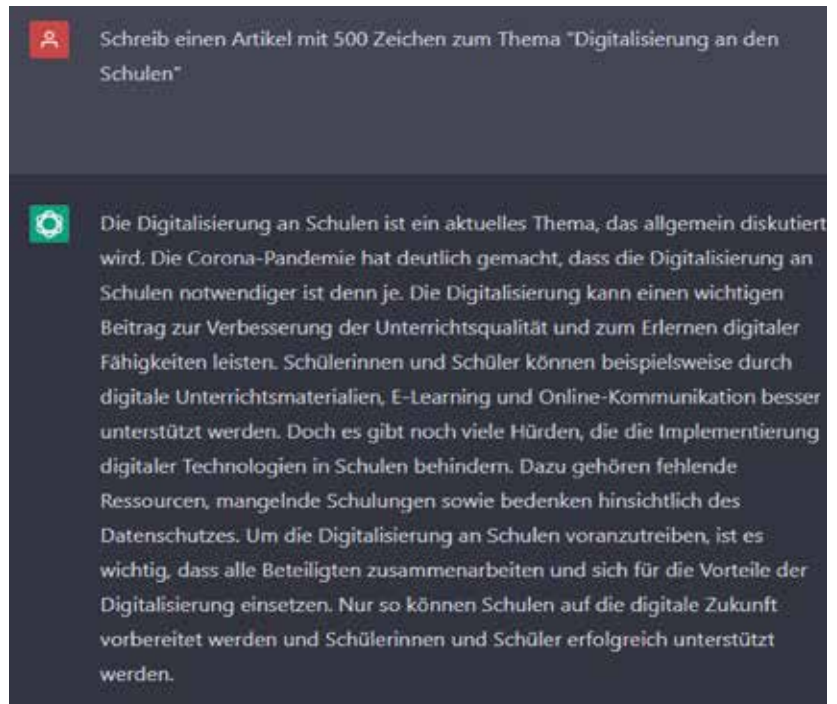 Schreib einen Artikel mit 500 Zeichen zum Thema "Digitalisierung an den
Schulen"
Die Digitalisierung an Schulen ist ein aktuelles Thema, das allgemein diskutiert
wird. Die Corona-Pandemie hat deutlich gemacht, dass die Digitalisierung an
Schulen notwendiger ist denn je. Die Digitalisierung kann einen wichtigen
Beitrag zur Verbesserung der Unterrichtsqualität und zum Erlernen digitaler
Fähigkeiten leisten. Schülerinnen und Schüler können beispielsweise durch
digitale Unterrichtsmaterialien, E-Learning und Online-Kommunikation besser
unterstützt werden. Doch es gibt noch viele Hürden, die die Implementierung
digitaler Technologien in Schulen behindern. Dazu gehören fehlende
Ressourcen, mangelnde Schulungen sowie bedenken hinsichtlich des
Datenschutzes. Um die Digitalisierung an Schulen voranzutreiben, ist es
wichtig, dass alle Beteiligten zusammenarbeiten und sich für die Vorteile der
Digitalisierung einsetzen. Nur so können Schulen auf die digitale Zukunft
vorbereitet werden und Schülerinnen und Schüler erfolgreich unterstützt
werden.